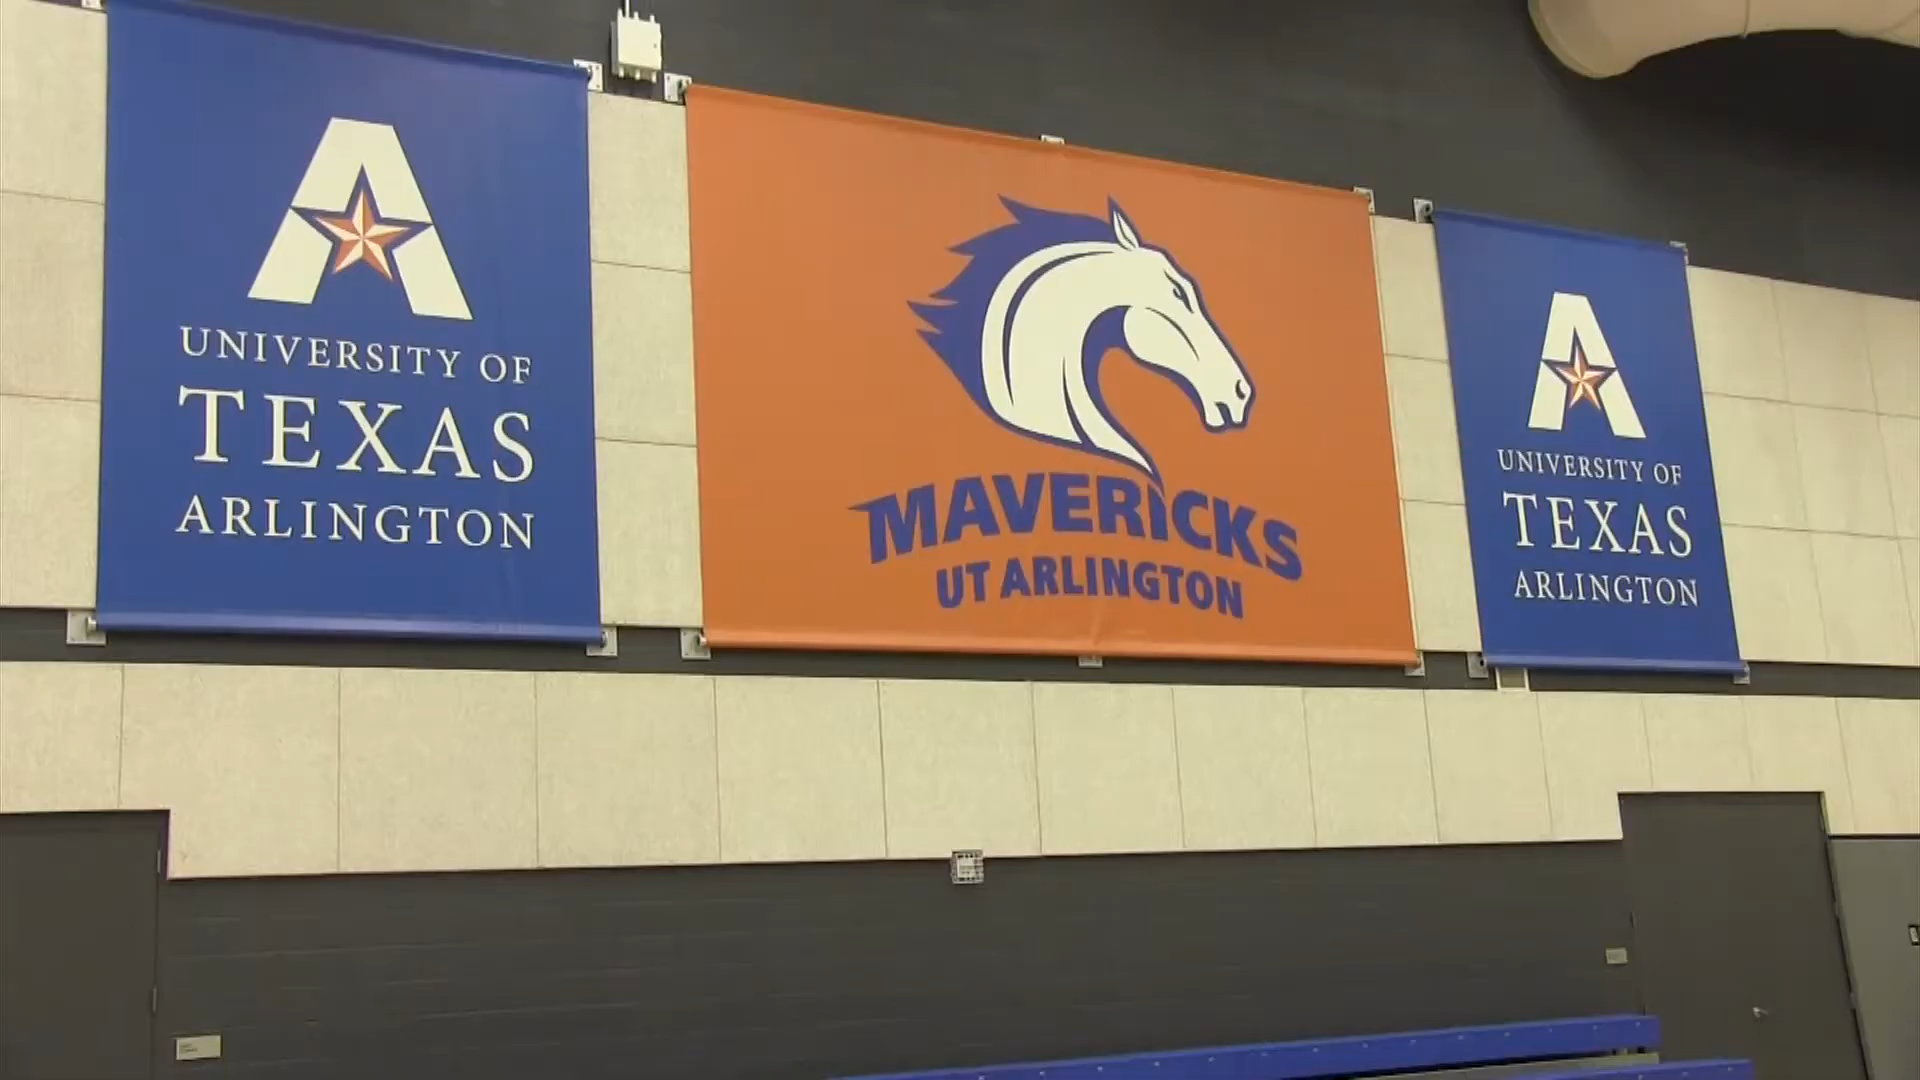 A
UNIVERSITY OF
TEXAS
ARLINGTON
MAVERICKS
UT ARLINGTON
A
UNIVERSITY OF
TEXAS
ARLINGTON